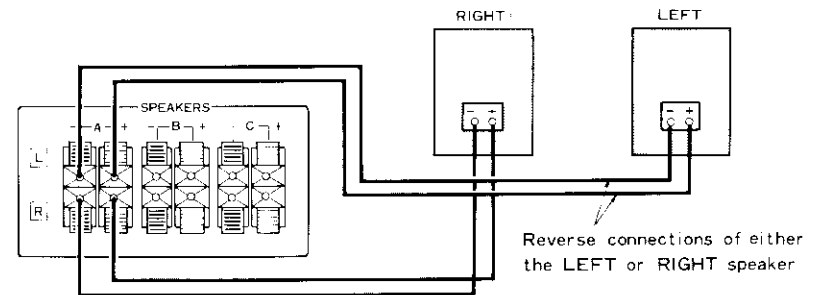 RIGHT
LEFT
SPEAKERS
- A +
- B +
- C +
- +
- +
L
R
Reverse connections of either
the LEFT or RIGHT speaker